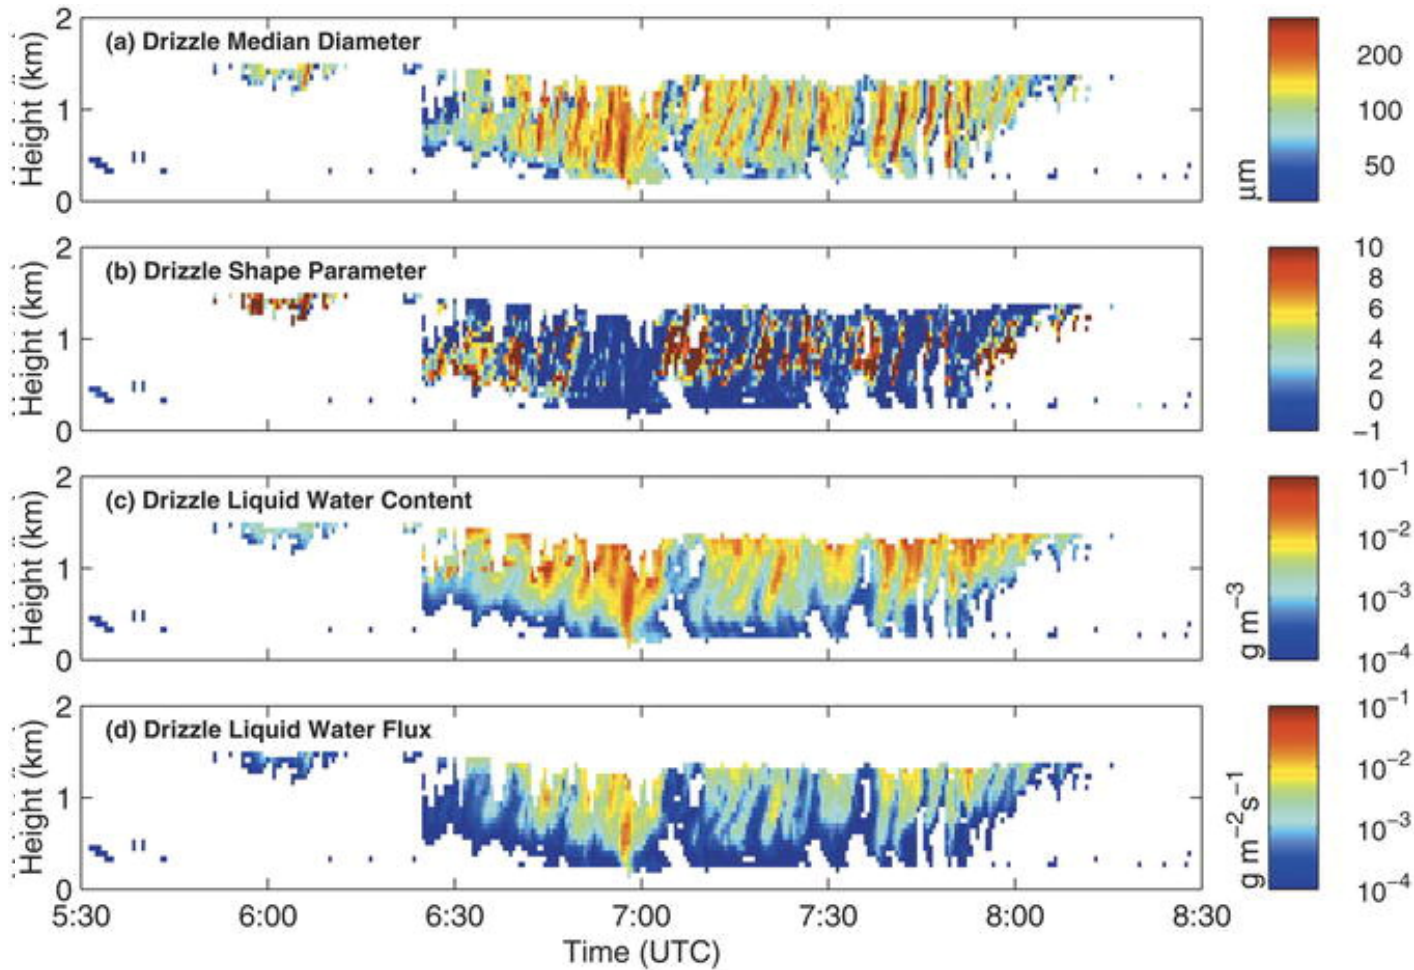 2
(a) Drizzle Median Diameter
200
1
100
50
0
Height (km)
μm
2
(b) Drizzle Shape Parameter
10
8
6
1
4
2
0
0
−1
Height (km)
2
(c) Drizzle Liquid Water Content
10−1
10−2
1
10−3
0
10−4
Height (km)
g m−3
2
(d) Drizzle Liquid Water Flux
10−1
10−2
1
10−3
0
10−4
Height (km)
g m−2s−1
5:30 6:00 6:30 7:00 7:30 8:00 8:30
Time (UTC)